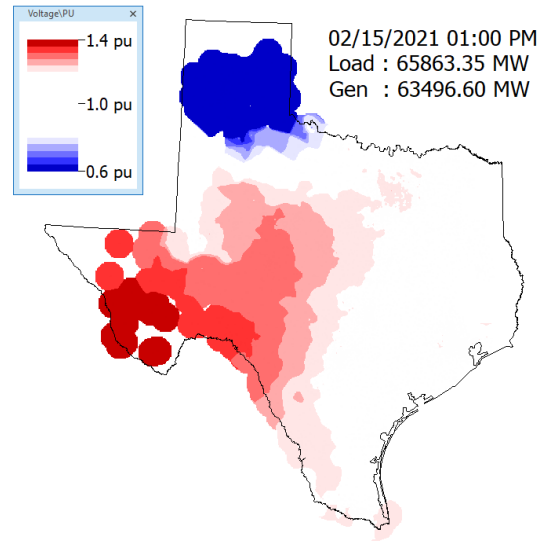 Voltage\PU ×
1.4 pu
1.0 pu
0.6 pu
02/15/2021 01:00 PM
Load : 65863.35 MW
Gen : 63496.60 MW